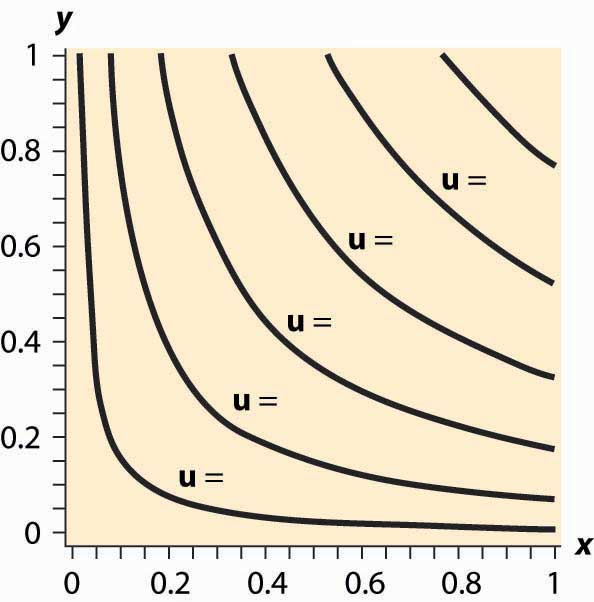 y
1
0.8
0.6
0.4
0.2
0
u =
u =
u =
u =
u =
0 0.2 0.4 0.6 0.8 1
x